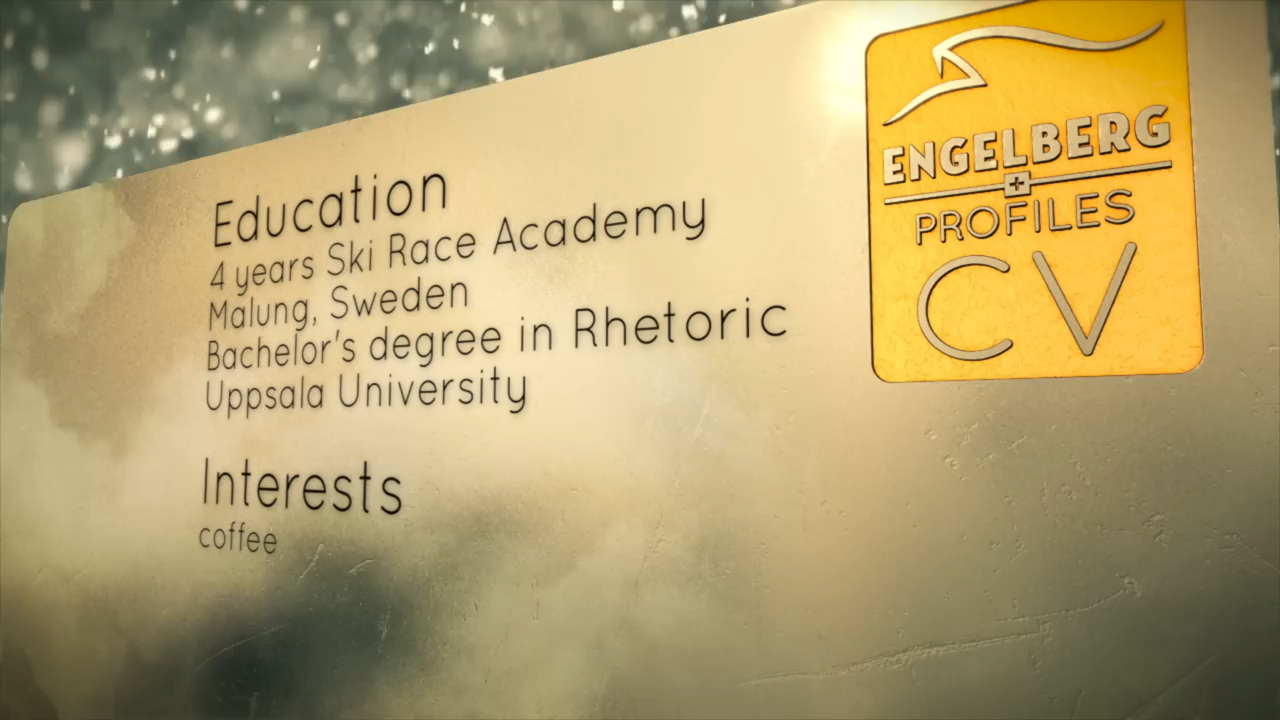 Education
4 years Ski Race Academy
Malung, Sweden
Bachelor's degree in Rhetoric
Uppsala University
Interests
coffee
ENGELBERG
PROFILES
CV